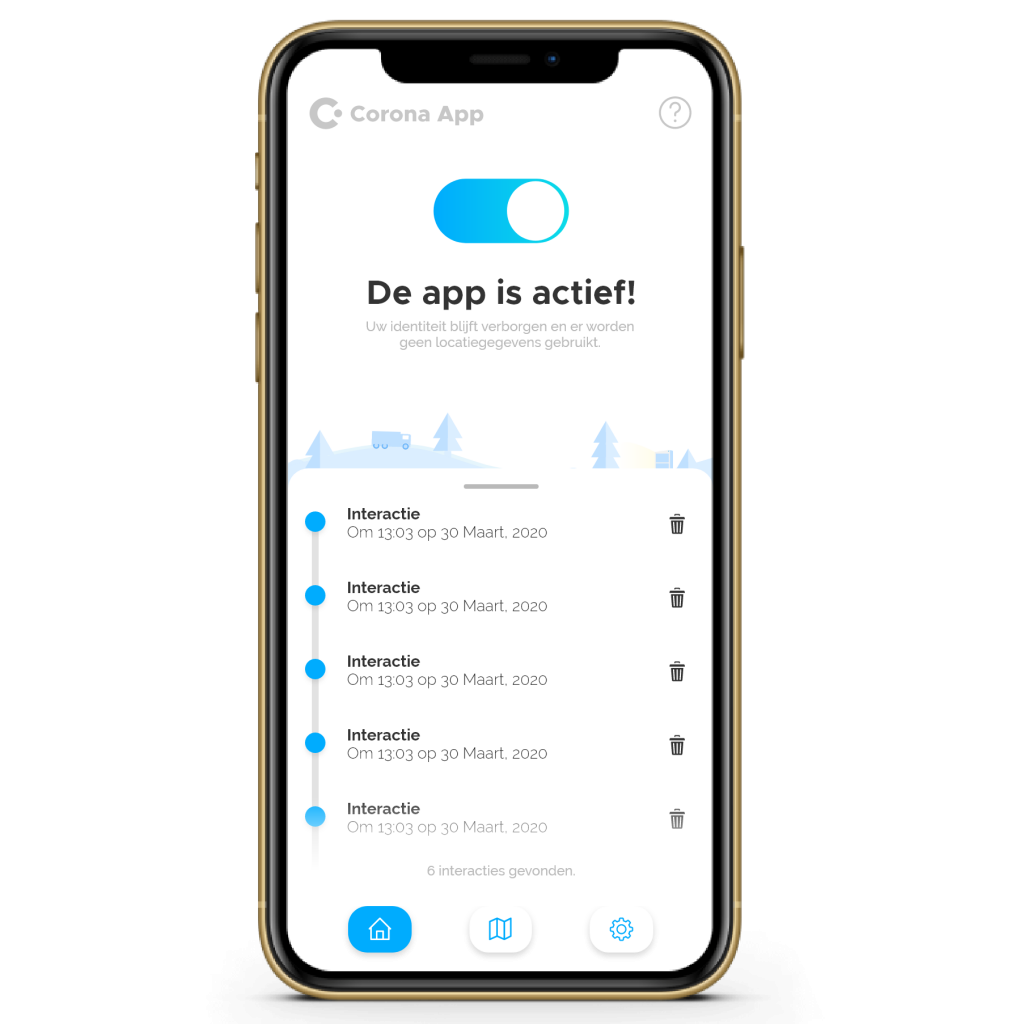 Corona App
?
De app is actief!
Uw identiteit blijft verborgen en er worden
geen locatiegegevens gebruikt.
Interactie
Om 13:03 op 30 Maart, 2020
Interactie
Om 13:03 op 30 Maart, 2020
Interactie
Om 13:03 op 30 Maart, 2020
Interactie
Om 13:03 op 30 Maart, 2020
Interactie
Om 13:03 op 30 Maart, 2020
6 interacties gevonden.